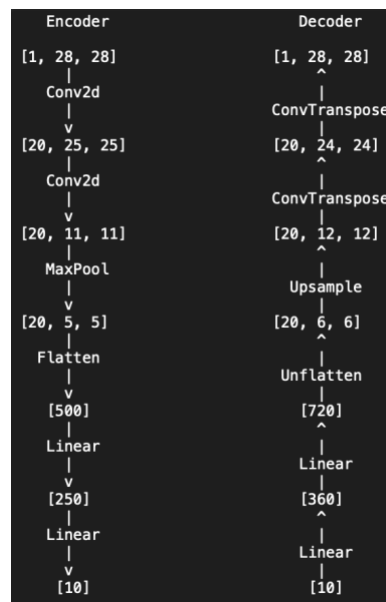 Encoder Decoder
[1, 28, 28] [1, 28, 28]
| ^
Conv2d |
| ConvTranspose
v |
[20, 25, 25] [20, 24, 24]
| ^
Conv2d |
| ConvTranspose
v |
[20, 11, 11] [20, 12, 12]
| ^
MaxPool |
| Upsample
v |
[20, 5, 5] [20, 6, 6]
| ^
Flatten |
| Unflatten
v |
[500] [720]
| ^
Linear |
| Linear
v |
[250] [360]
| ^
Linear |
| Linear
v |
[10] [10]